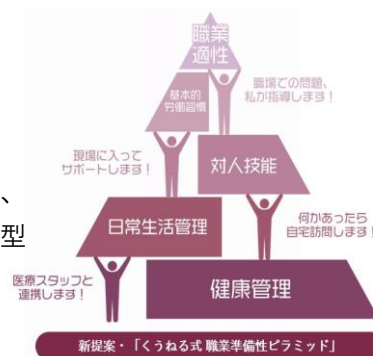 職業
適性
基本的
労働習慣
職場での問題、
私が指導します！
現場に入って
サポートします！
対人技能
、
型
日常生活管理
何かあったら
自宅訪問します！
医療スタッフと
連携します！
健康管理
新提案・「くうねる式 職業準備性ピラミッド」